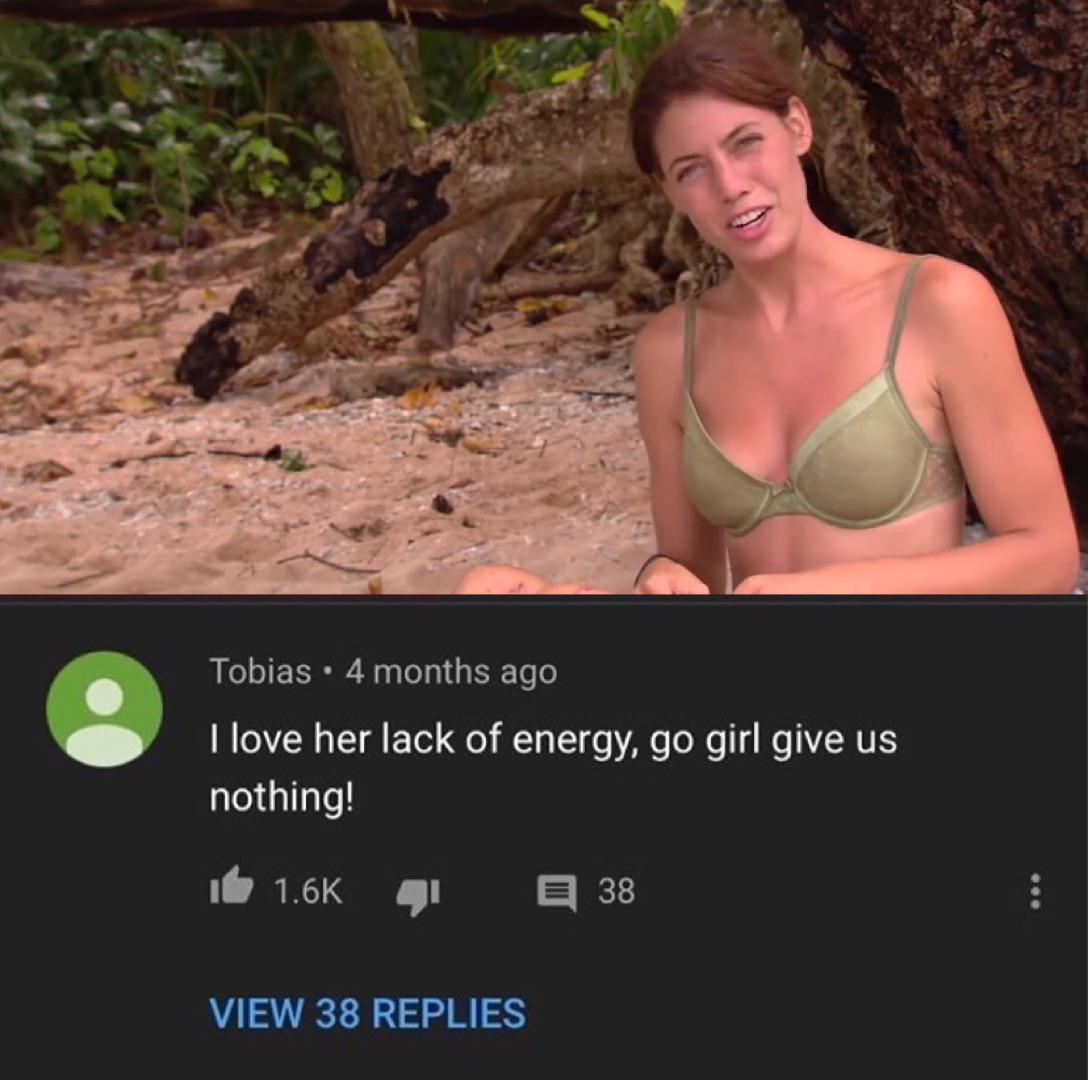 Tobias • 4 months ago
I love her lack of energy, go girl give us
nothing!
1.6K 38
VIEW 38 REPLIES